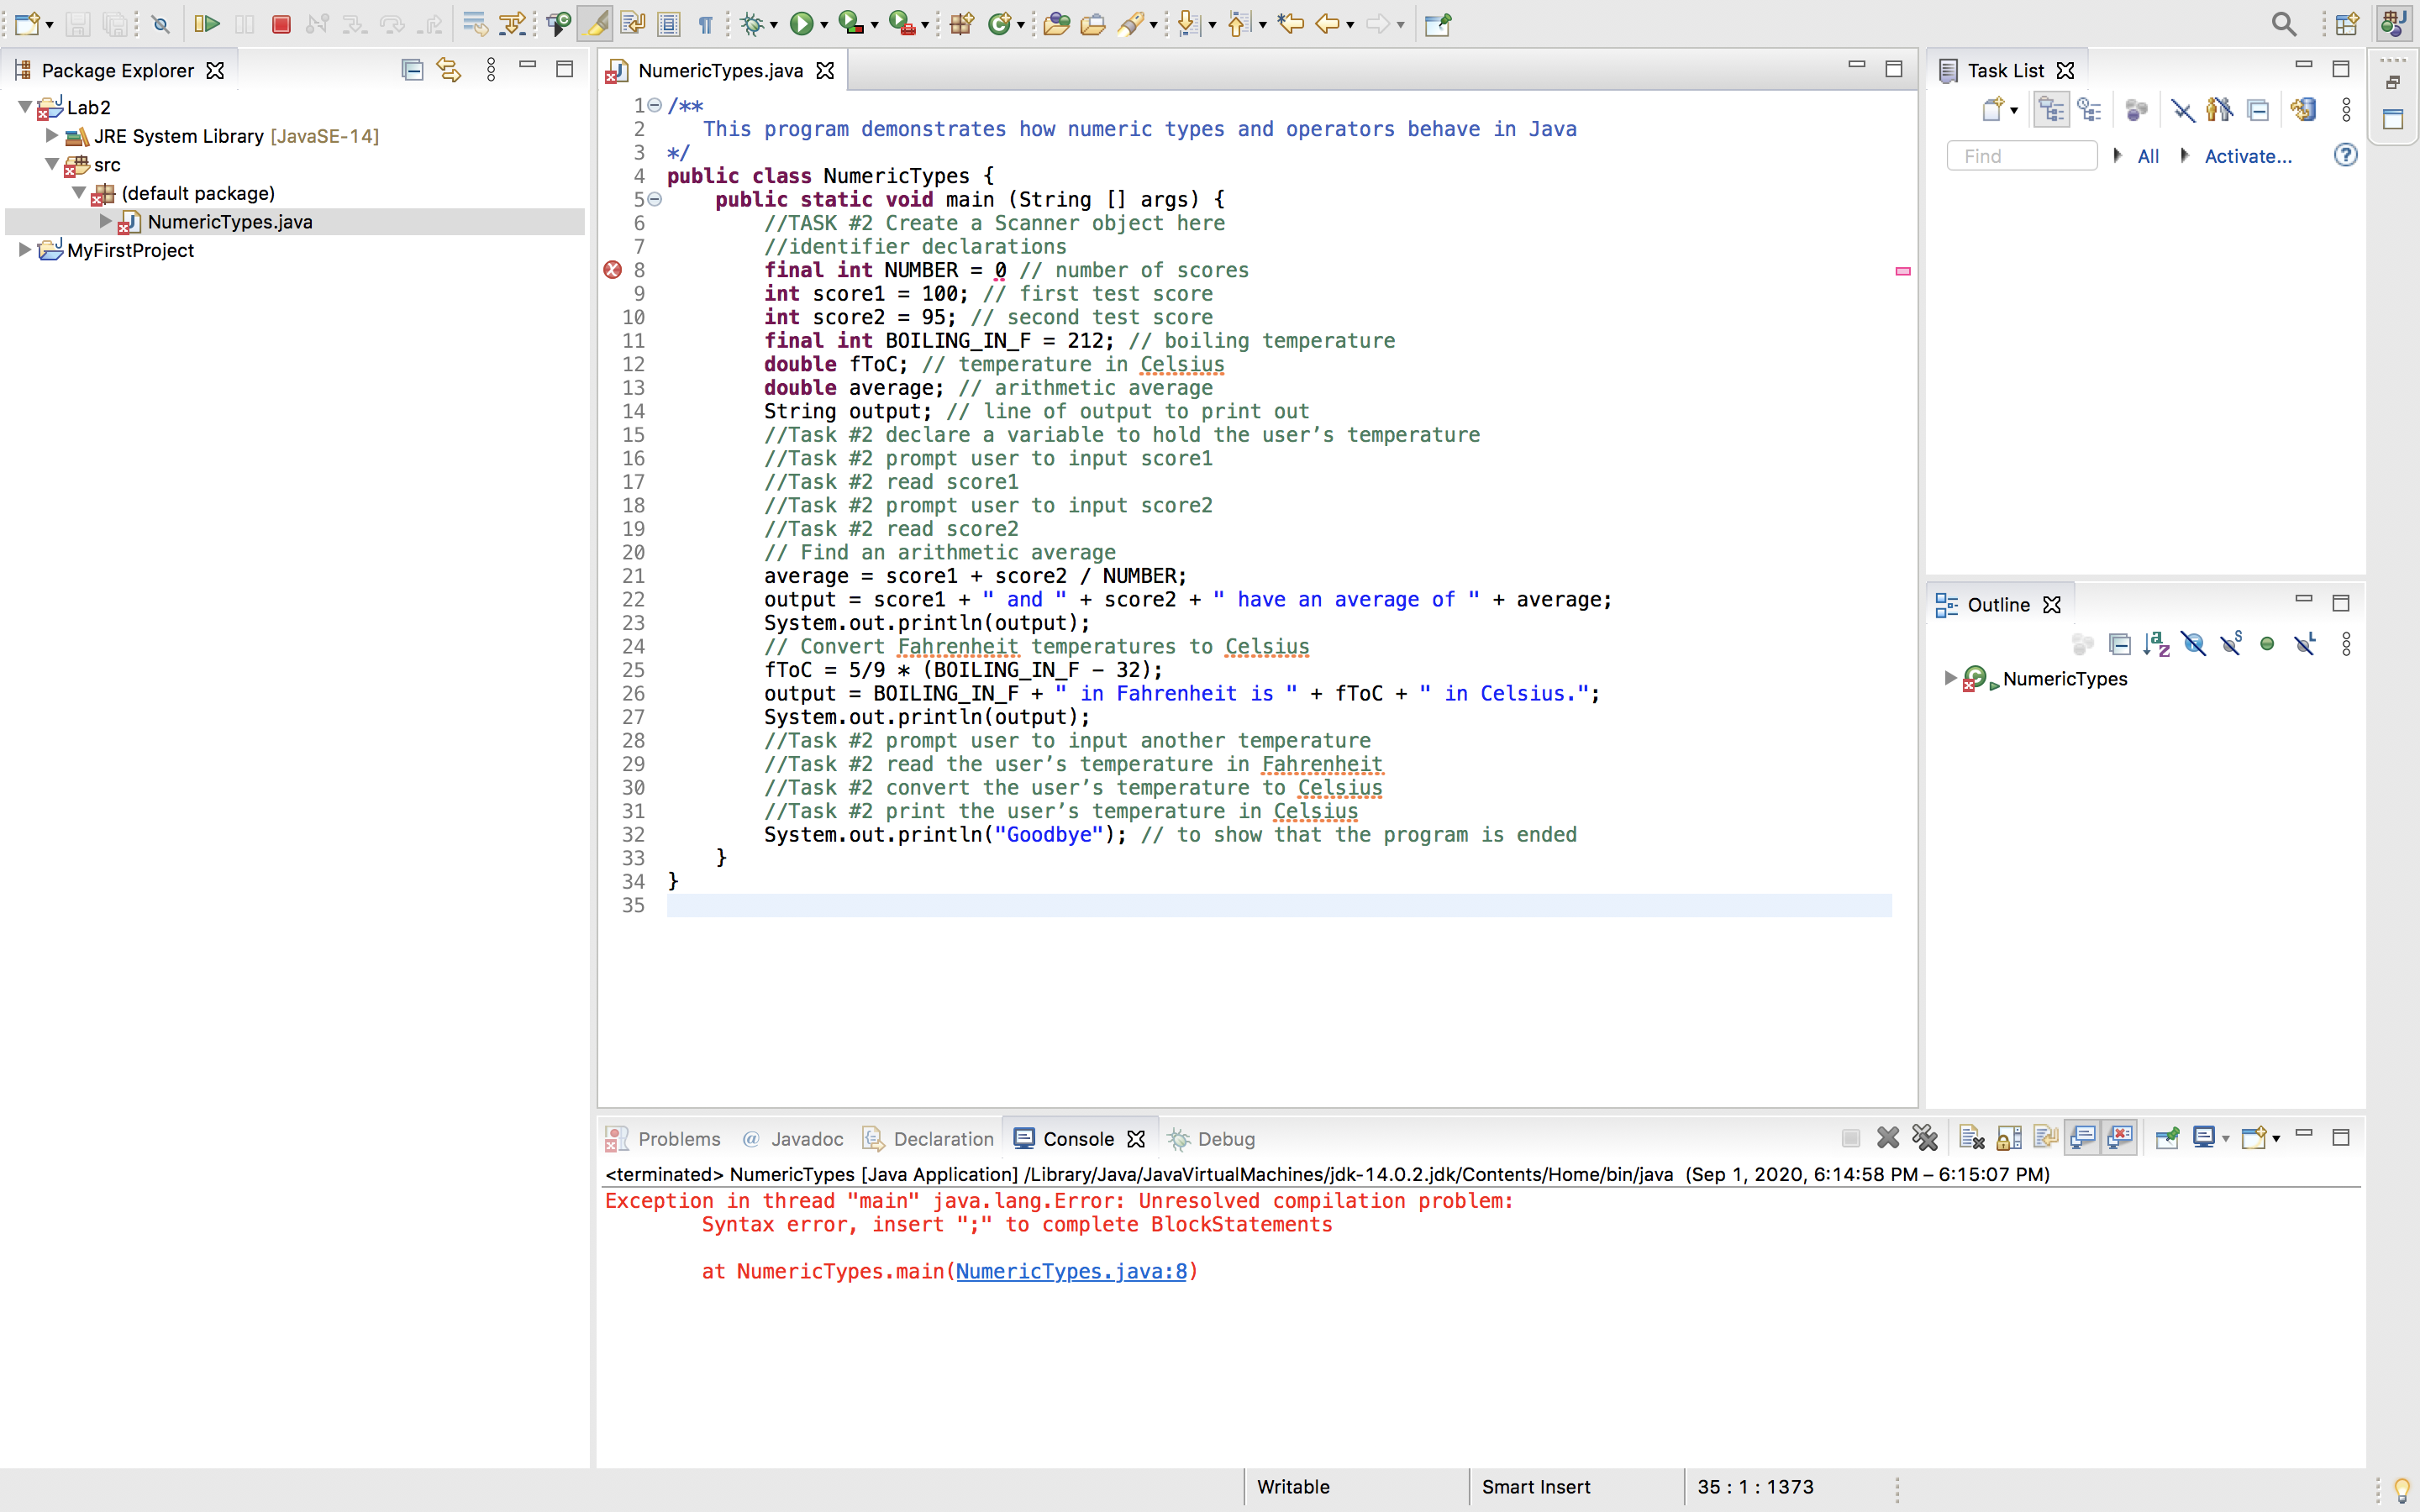 Package Explorer
Lab2
JRE System Library [JavaSE-14]
src
(default package)
NumericTypes.java
MyFirstProject
NumericTypes.java
1 /**
2    This program demonstrates how numeric types and operators behave in Java
3 */
4 public class NumericTypes {
5     public static void main (String [] args) {
6         //TASK #2 Create a Scanner object here
7         //identifier declarations
8         final int NUMBER = 0 // number of scores
9         int score1 = 100; // first test score
10         int score2 = 95; // second test score
11         final int BOILING_IN_F = 212; // boiling temperature
12         double fToC; // temperature in Celsius
13         double average; // arithmetic average
14         String output; // line of output to print out
15         //Task #2 declare a variable to hold the user’s temperature
16         //Task #2 prompt user to input score1
17         //Task #2 read score1
18         //Task #2 prompt user to input score2
19         //Task #2 read score2
20         // Find an arithmetic average
21         average = score1 + score2 / NUMBER;
22         output = score1 + " and " + score2 + " have an average of " + average;
23         System.out.println(output);
24         // Convert Fahrenheit temperatures to Celsius
25         fToC = 5/9 * (BOILING_IN_F - 32);
26         output = BOILING_IN_F + " in Fahrenheit is " + fToC + " in Celsius.";
27         System.out.println(output);
28         //Task #2 prompt user to input another temperature
29         //Task #2 read the user’s temperature in Fahrenheit
30         //Task #2 convert the user’s temperature to Celsius
31         //Task #2 print the user’s temperature in Celsius
32         System.out.println("Goodbye"); // to show that the program is ended
33     }
34 }
35
Task List
Find
All
Activate...
Outline
NumericTypes
Problems
@ Javadoc
Declaration
Console
Debug
<terminated> NumericTypes [Java Application] /Library/Java/JavaVirtualMachines/jdk-14.0.2.jdk/Contents/Home/bin/java (Sep 1, 2020, 6:14:58 PM – 6:15:07 PM)
Exception in thread "main" java.lang.Error: Unresolved compilation problem:
        Syntax error, insert ";" to complete BlockStatements
        at NumericTypes.main(NumericTypes.java:8)
Writable
Smart Insert
35 : 1 : 1373